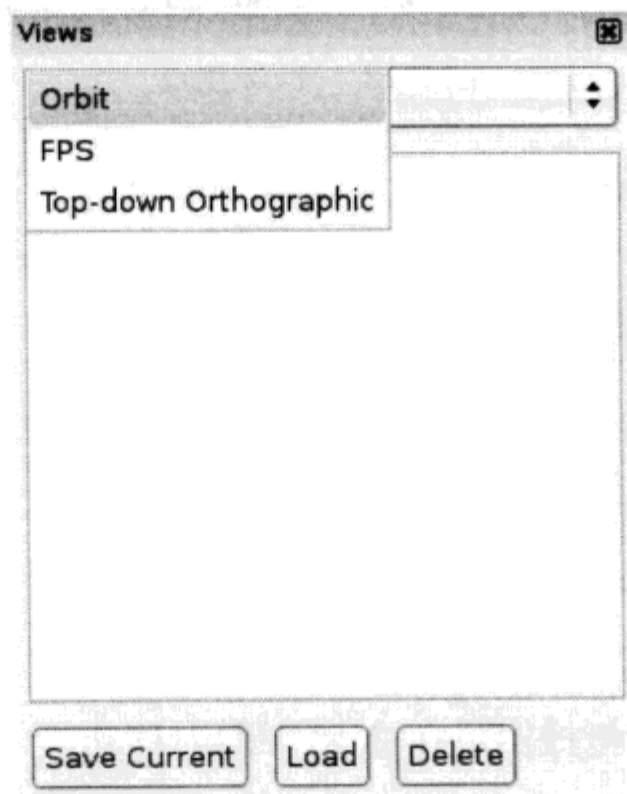 Views
Orbit
FPS
Top-down Orthographic
Save Current Load Delete